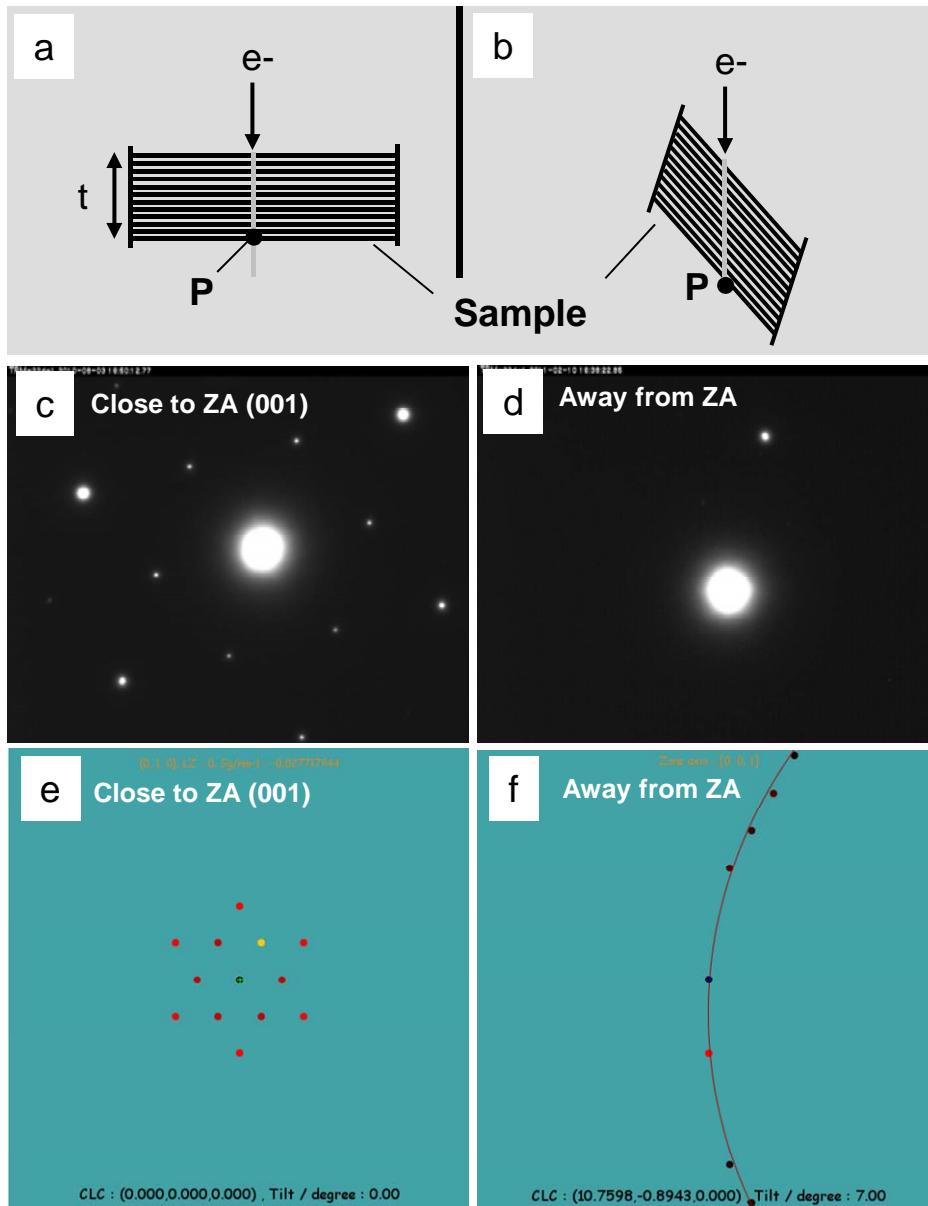 a
b
e-
e-
t
P
P
Sample
c
Close to ZA (001)
d
Away from ZA
e
Close to ZA (001)
CLC : (0.000,0.000,0.000) , Tilt / degree : 0.00
f
Zone axis : [0, 0, 1]
Away from ZA
CLC : (10.7598,-0.8943,0.000) , Tilt / degree : 7.00